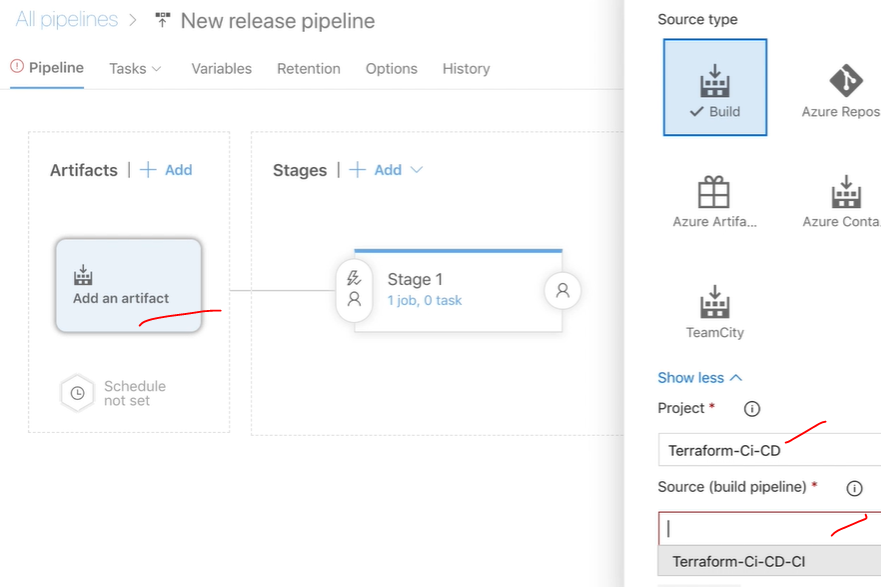 All pipelines > New release pipeline
Pipeline Tasks Variables Retention Options History
Artifacts | + Add
Stages | + Add
Add an artifact
Schedule
not set
Stage 1
1 job, 0 task
Source type
Build
Azure Repos
Azure Artifa...
Azure Conta.
TeamCity
Show less
Project *
Terraform-Ci-CD
Source (build pipeline) *
Terraform-Ci-CD-CI